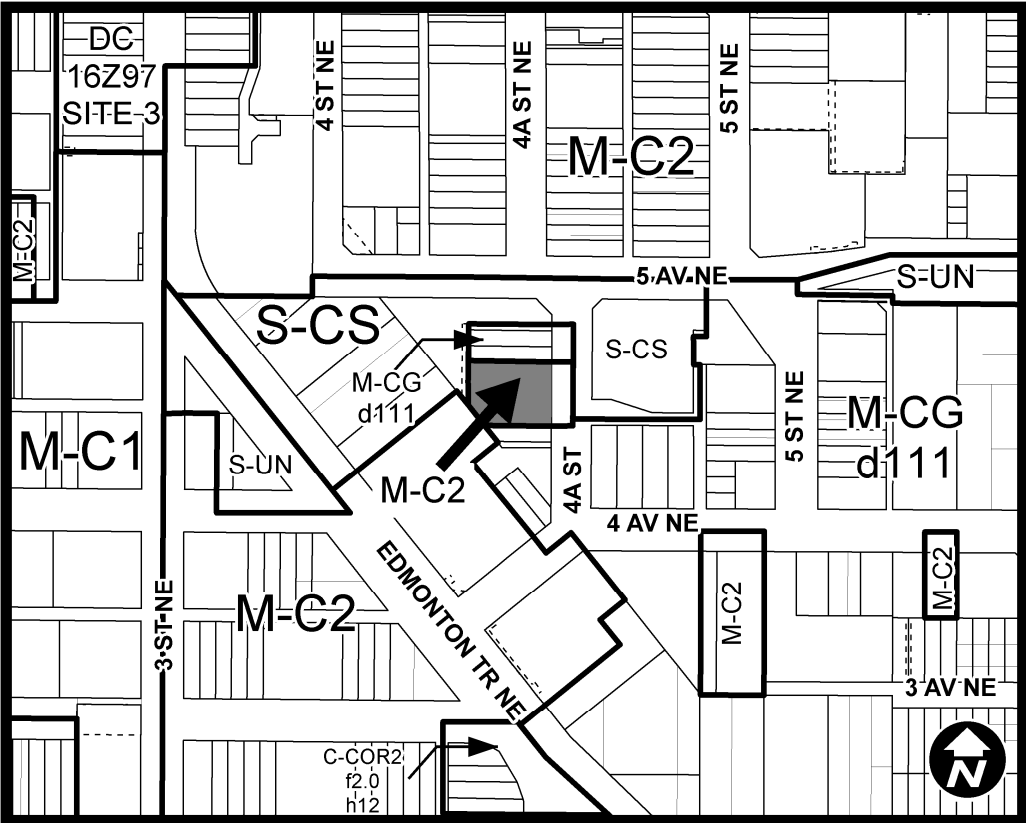 DC
16Z97
SITE 3
4 ST NE
4A ST NE
5 ST NE
M-C2
M-C2
5 AV NE
S-UN
S-CS
S-CS
M-CG
d111
M-C1
S-UN
M-C2
4A ST
5 ST NE
M-CG
d111
4 AV NE
EDMONTON TR NE
3 ST NE
M-C2
M-C2
M-C2
3 AV NE
C-COR2
f2.0
h12
N